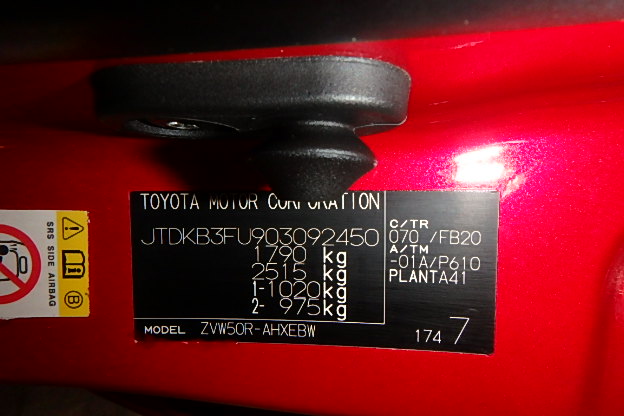 TOYOTA MOTOR CORPORATION
JTDKB3FU903092450
1790 kg
2515 kg
1-1020kg
2- 975kg
C/TR
070 /FB20
A/TM
-01A/P610
PLANTA41
MODEL ZVW50R-AHXEBW
174 7
SRS SIDE AIRBAG
B